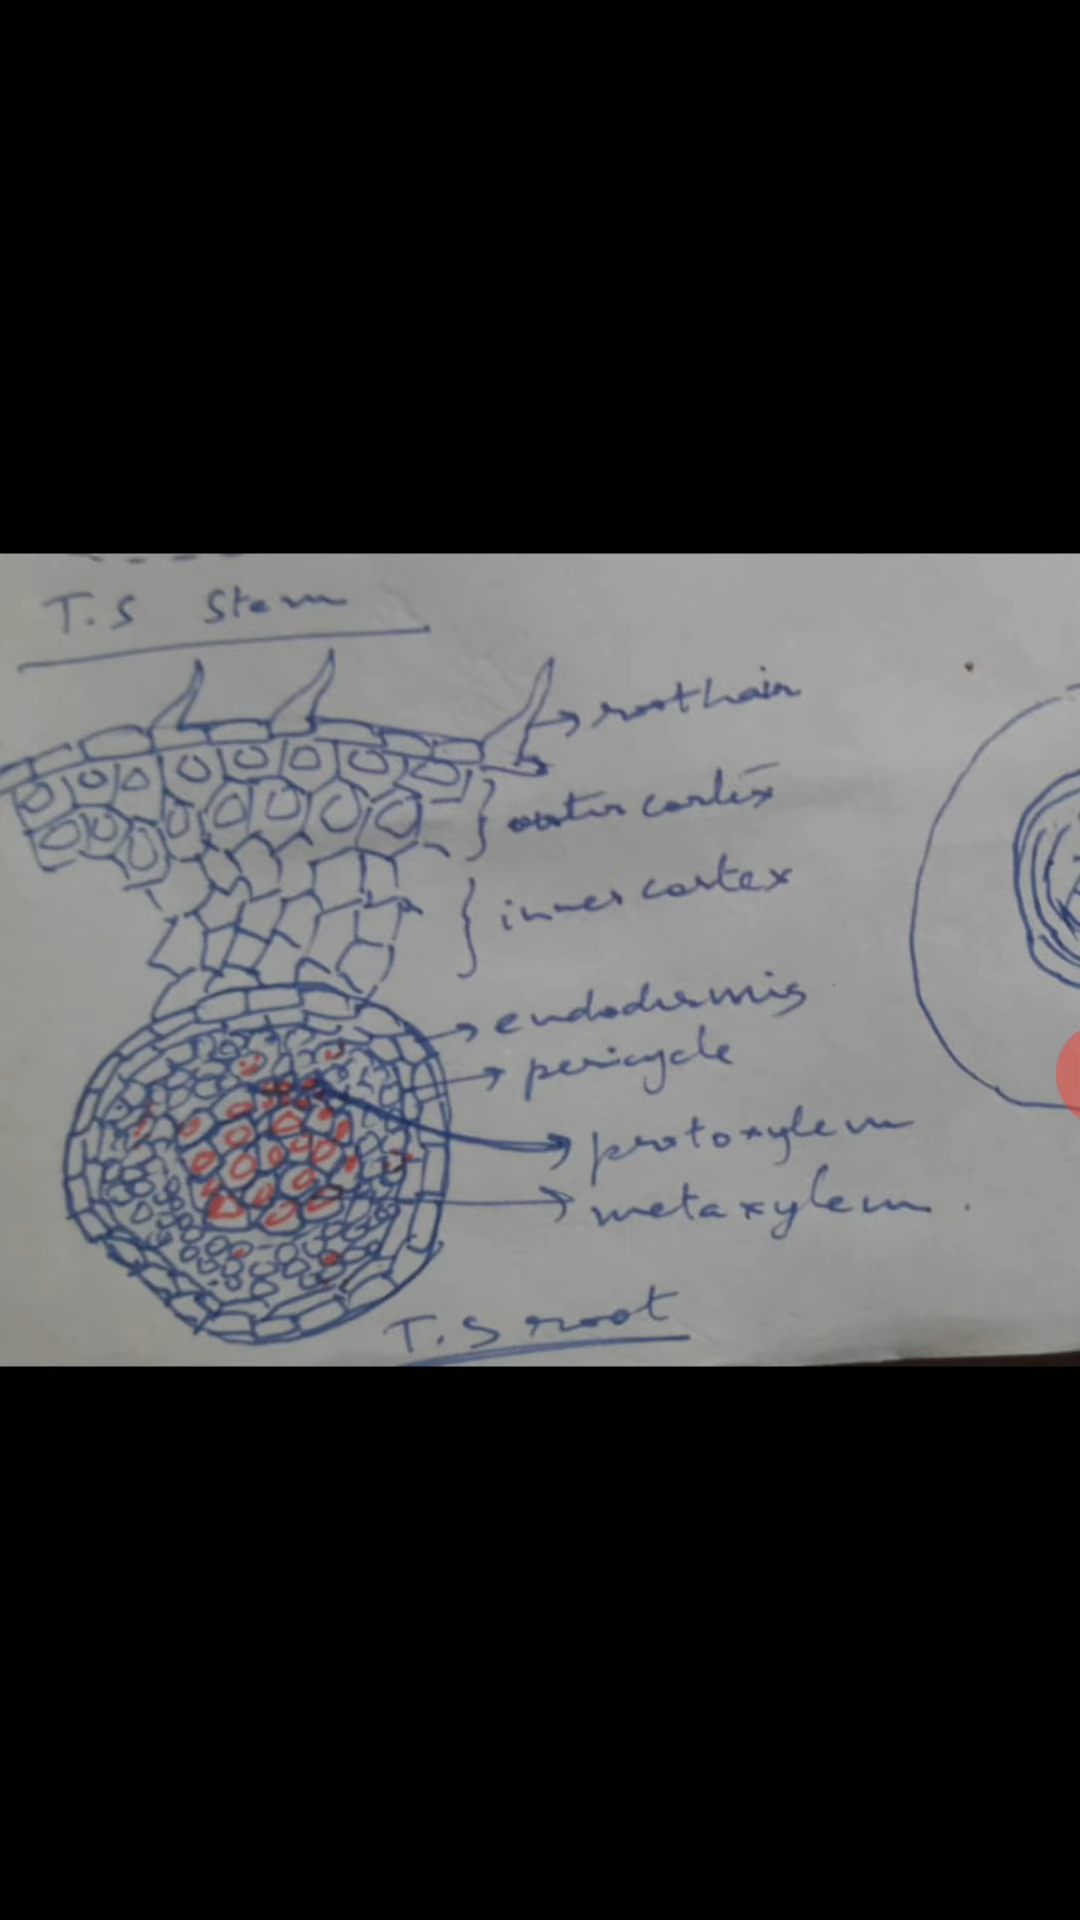 T.S Stem
root hair
outer cortex
inner cortex
endodermis
pericycle
protoxylem
metaxylem.
T.S root